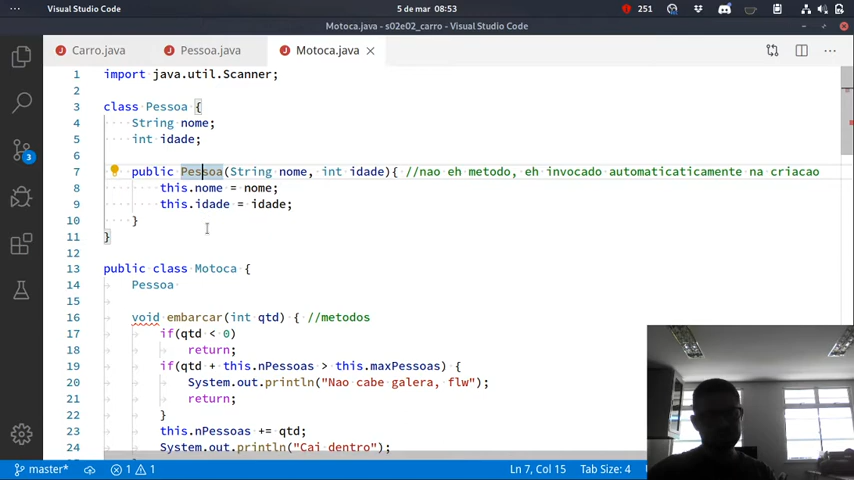 Visual Studio Code
5 de mar 08:53
251
Motoca.java - s02e02_carro - Visual Studio Code
Carro.java
Pessoa.java
Motoca.java
1 import java.util.Scanner;
2
3 class Pessoa {
4 String nome;
5 int idade;
6
7 public Pessoa(String nome, int idade){ //nao eh metodo, eh invocado automaticaticamente na criacao
8 this.nome = nome;
9 this.idade = idade;
10 }
11 }
12
13 public class Motoca {
14 Pessoa
15
16 void embarcar(int qtd) { //metodos
17 if(qtd < 0)
18 return;
19 if(qtd + this.nPessoas > this.maxPessoas) {
20 System.out.println("Nao cabe galera, flw");
21 return;
22 }
23 this.nPessoas += qtd;
24 System.out.println("Cai dentro");
master* 1 1
Ln 7, Col 15
Tab Size: 4